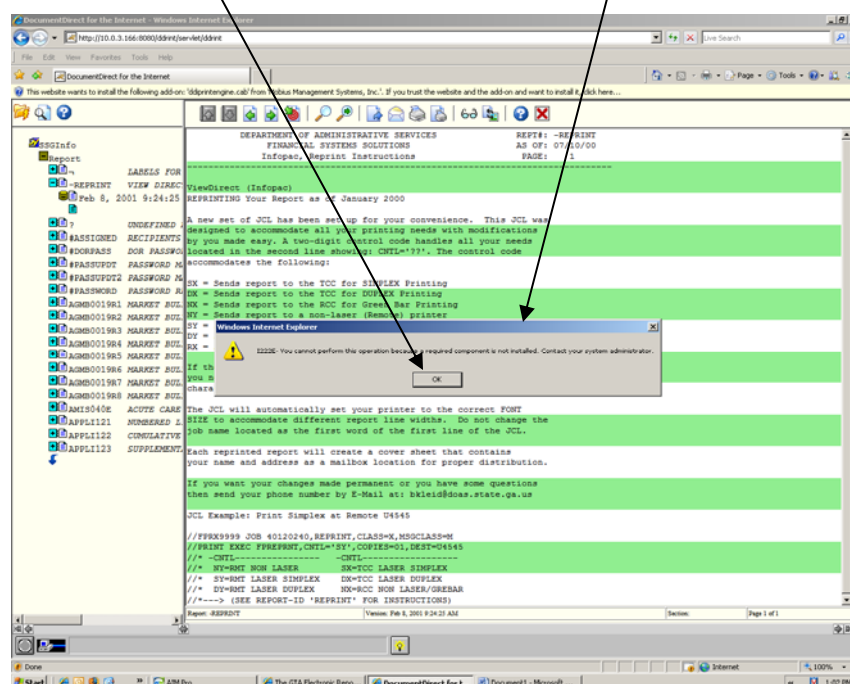 DocumentDirect for the Internet - Windows Internet Explorer
http://10.0.3.166:8080/ddrint/servlet/ddrint
Live Search
File Edit View Favorites Tools Help
DocumentDirect for the Internet
Page Tools
This website wants to install the following add-on: 'ddprintengine.cab' from 'Mobius Management Systems, Inc.'. If you trust the website and the add-on and want to install it, click here...
SSGInfo
Report
LABELS FOR
-REPRINT VIEW DIREC
Feb 8, 2001 9:24:25
? UNDEFINED
#ASSIGNED RECIPIENTS
#DORPASS DOR PASSWO
#PASSUPDT PASSWORD M
#PASSUPDT2 PASSWORD M
#PASSWORD PASSWORD R
AGMB0019R1 MARKET BUL
AGMB0019R2 MARKET BUL
AGMB0019R3 MARKET BUL
AGMB0019R4 MARKET BUL
AGMB0019R5 MARKET BUL
AGMB0019R6 MARKET BUL
AGMB0019R7 MARKET BUL
AGMB0019R8 MARKET BUL
AMIS040E ACUTE CARE
APPLI121 NUMBERED L
APPLI122 CUMULATIVE
APPLI123 SUPPLEMENT
DEPARTMENT OF ADMINISTRATIVE SERVICES REPT#: -REPRINT
FINANCIAL SYSTEMS SOLUTIONS AS OF: 07/10/00
Infopac, Reprint Instructions PAGE: 1
ViewDirect (Infopac)
REPRINTING Your Report as of January 2000
A new set of JCL has been set up for your convenience. This JCL was
designed to accommodate all your printing needs with modifications
by you made easy. A two-digit control code handles all your needs
located in the second line showing: CNTL='??'. The control code
accommodates the following:
SX = Sends report to the TCC for SIMPLEX Printing
DX = Sends report to the TCC for DUPLEX Printing
NX = Sends report to the RCC for Green Bar Printing
NY = Sends report to a non-laser (Remote) printer
SY =
DY =
RX =
Windows Internet Explorer
IZZZE- You cannot perform this operation because a required component is not installed. Contact your system administrator.
OK
If th
you n
chara
The JCL will automatically set your printer to the correct FONT
SIZE to accommodate different report line widths. Do not change the
job name located as the first word of the first line of the JCL.
Each reprinted report will create a cover sheet that contains
your name and address as a mailbox location for proper distribution.
If you want your changes made permanent or you have some questions
then send your phone number by E-Mail at: bkleid@doas.state.ga.us
JCL Example: Print Simplex at Remote U4545
//FPRX9999 JOB 40120240,REPRINT,CLASS=X,MSGCLASS=M
//PRINT EXEC FPREPRNT,CNTL='SY',COPIES=01,DEST=U4545
//* -CNTL---------------- -CNTL-------------------
//* NY=RMT NON LASER SX=TCC LASER SIMPLEX
//* SY=RMT LASER SIMPLEX DX=TCC LASER DUPLEX
//* DY=RMT LASER DUPLEX NX=RCC NON LASER/GREBAR
//*---> (SEE REPORT-ID 'REPRINT' FOR INSTRUCTIONS)
Report: -REPRINT Version: Feb 8, 2001 9:24:25 AM Section: Page 1 of 1
Done Internet 100%
Start The GTA Electronic Repo DocumentDirect for t Document1 - Microsoft 1:02 PM